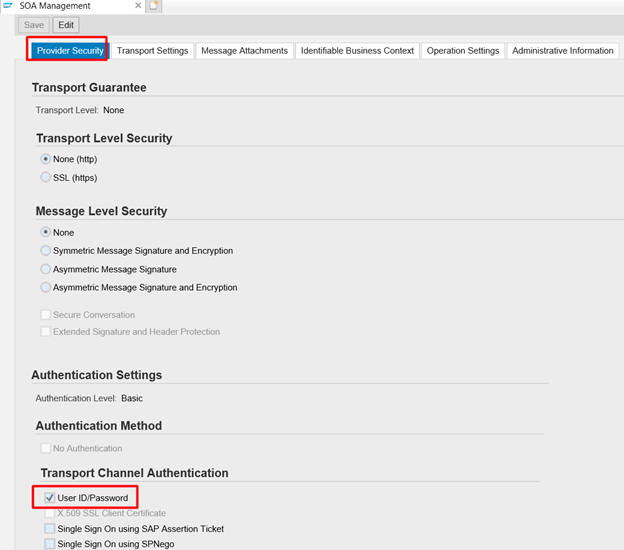 SAP SOA Management
Save Edit
Provider Security Transport Settings Message Attachments Identifiable Business Context Operation Settings Administrative Information
Transport Guarantee
Transport Level: None
Transport Level Security
None (http)
SSL (https)
Message Level Security
None
Symmetric Message Signature and Encryption
Asymmetric Message Signature
Asymmetric Message Signature and Encryption
Secure Conversation
Extended Signature and Header Protection
Authentication Settings
Authentication Level: Basic
Authentication Method
No Authentication
Transport Channel Authentication
User ID/Password
X.509 SSL Client Certificate
Single Sign On using SAP Assertion Ticket
Single Sign On using SPNego